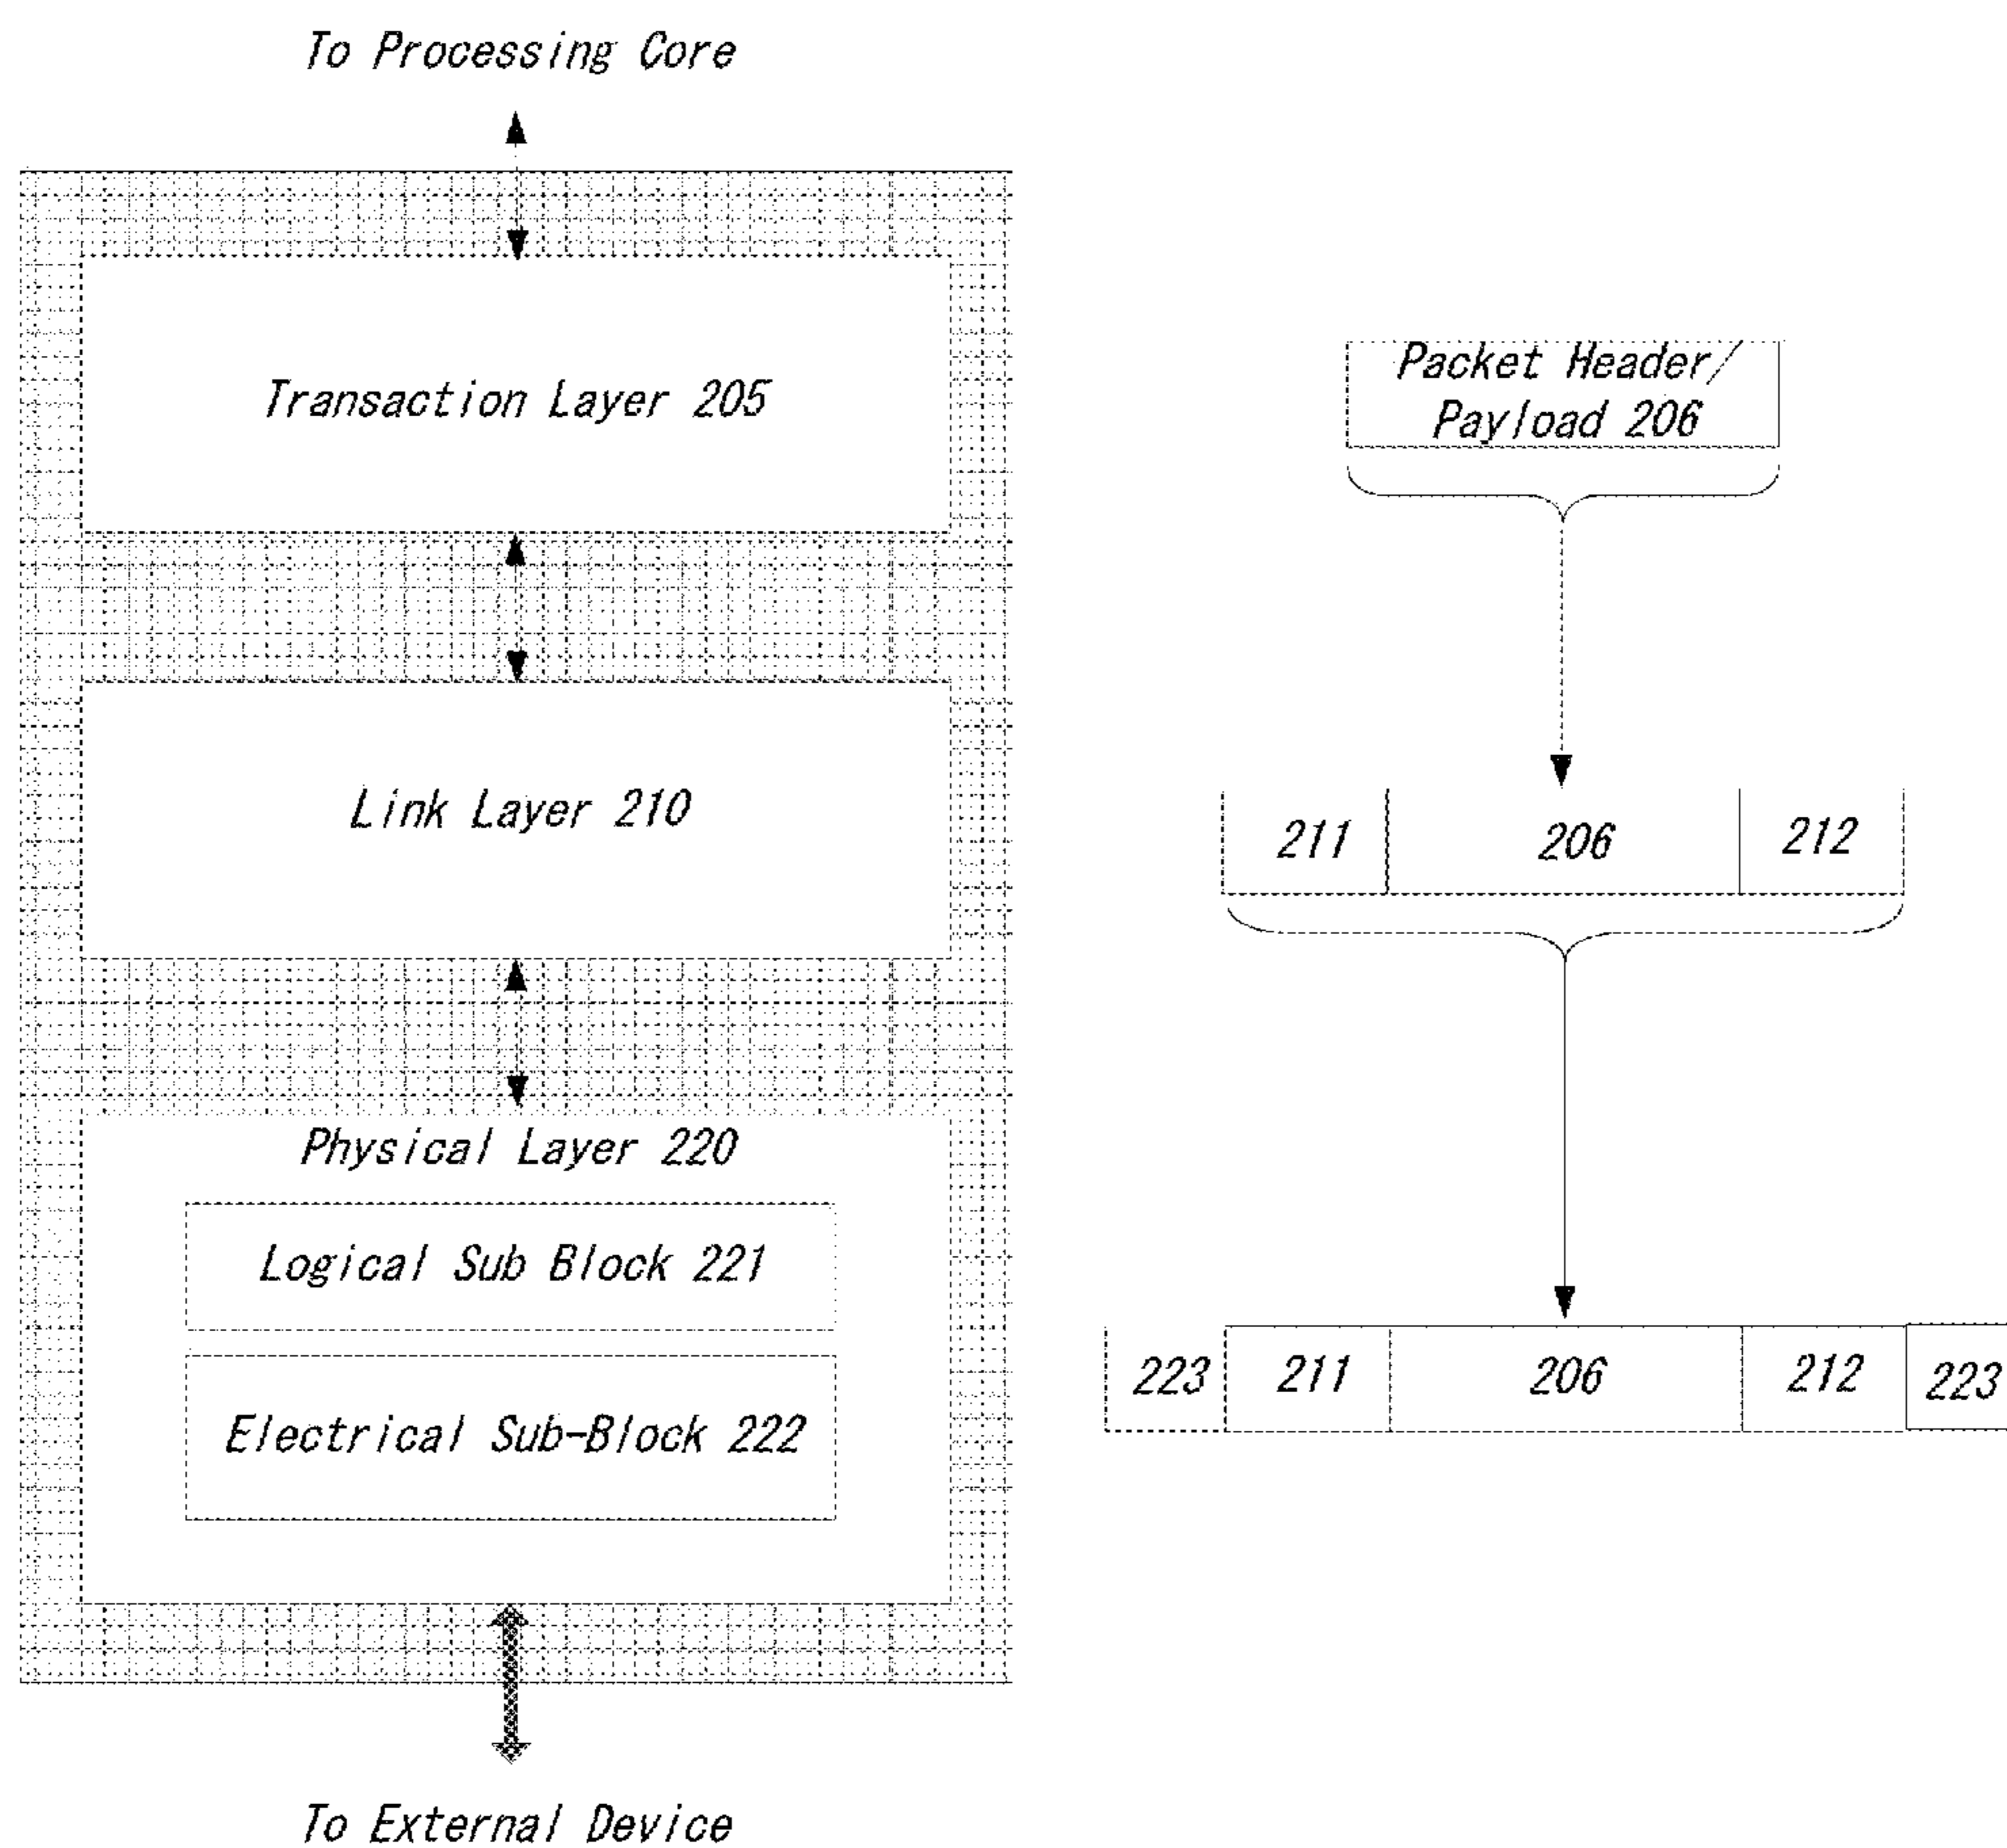 To Processing Core
Transaction Layer 205
Packet Header/
Payload 206
Link Layer 210
211 206 212
Physical Layer 220
Logical Sub Block 221
Electrical Sub-Block 222
223 211 206 212 223
To External Device